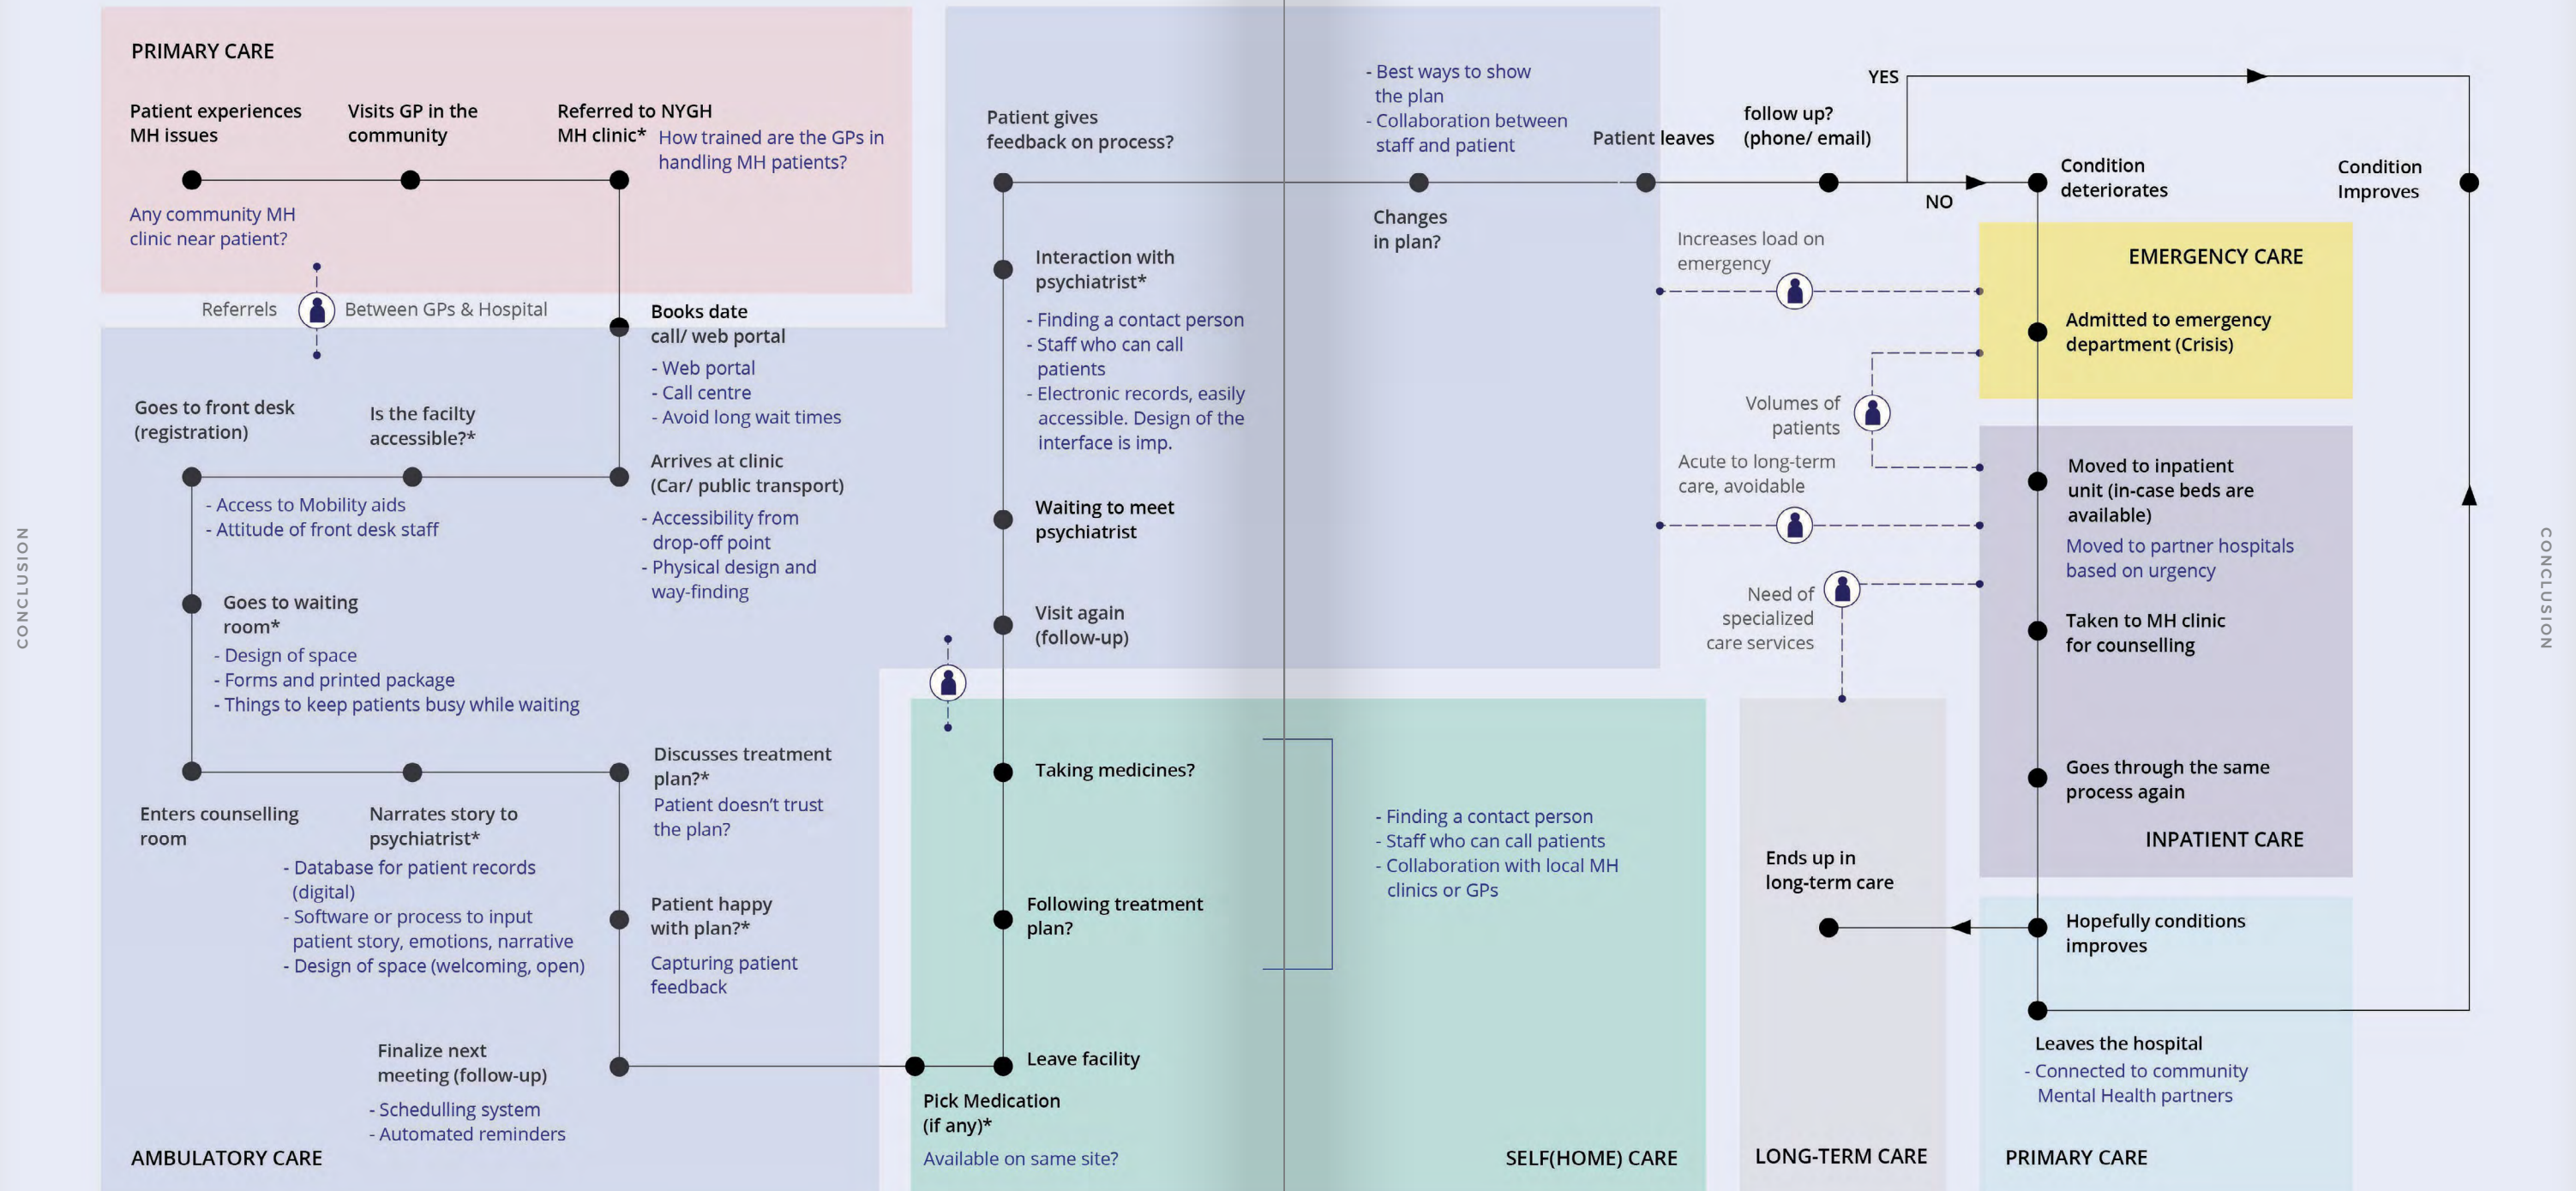 PRIMARY CARE
Patient experiences
MH issues
Visits GP in the
community
Referred to NYGH
MH clinic*
How trained are the GPs in
handling MH patients?
Any community MH
clinic near patient?
Referrels
Between GPs & Hospital
Books date
call/ web portal
- Web portal
- Call centre
- Avoid long wait times
Goes to front desk
(registration)
Is the facilty
accessible?*
Arrives at clinic
(Car/ public transport)
- Accessibility from
drop-off point
- Physical design and
way-finding
- Access to Mobility aids
- Attitude of front desk staff
Goes to waiting
room*
- Design of space
- Forms and printed package
- Things to keep patients busy while waiting
Enters counselling
room
Narrates story to
psychiatrist*
- Database for patient records
(digital)
- Software or process to input
patient story, emotions, narrative
- Design of space (welcoming, open)
Discusses treatment
plan?*
Patient doesn't trust
the plan?
Patient happy
with plan?*
Capturing patient
feedback
Finalize next
meeting (follow-up)
- Schedulling system
- Automated reminders
AMBULATORY CARE
Pick Medication
(if any)*
Available on same site?
Leave facility
Following treatment
plan?
Taking medicines?
- Finding a contact person
- Staff who can call patients
- Collaboration with local MH
clinics or GPs
SELF(HOME) CARE
Visit again
(follow-up)
Waiting to meet
psychiatrist
Interaction with
psychiatrist*
- Finding a contact person
- Staff who can call
patients
- Electronic records, easily
accessible. Design of the
interface is imp.
Patient gives
feedback on process?
- Best ways to show
the plan
- Collaboration between
staff and patient
Changes
in plan?
Patient leaves
follow up?
(phone/ email)
YES
NO
Condition
deteriorates
Condition
Improves
Increases load on
emergency
EMERGENCY CARE
Admitted to emergency
department (Crisis)
Volumes of
patients
Acute to long-term
care, avoidable
Moved to inpatient
unit (in-case beds are
available)
Moved to partner hospitals
based on urgency
Need of
specialized
care services
Taken to MH clinic
for counselling
Goes through the same
process again
INPATIENT CARE
Ends up in
long-term care
LONG-TERM CARE
Hopefully conditions
improves
Leaves the hospital
- Connected to community
Mental Health partners
PRIMARY CARE
CONCLUSION
CONCLUSION